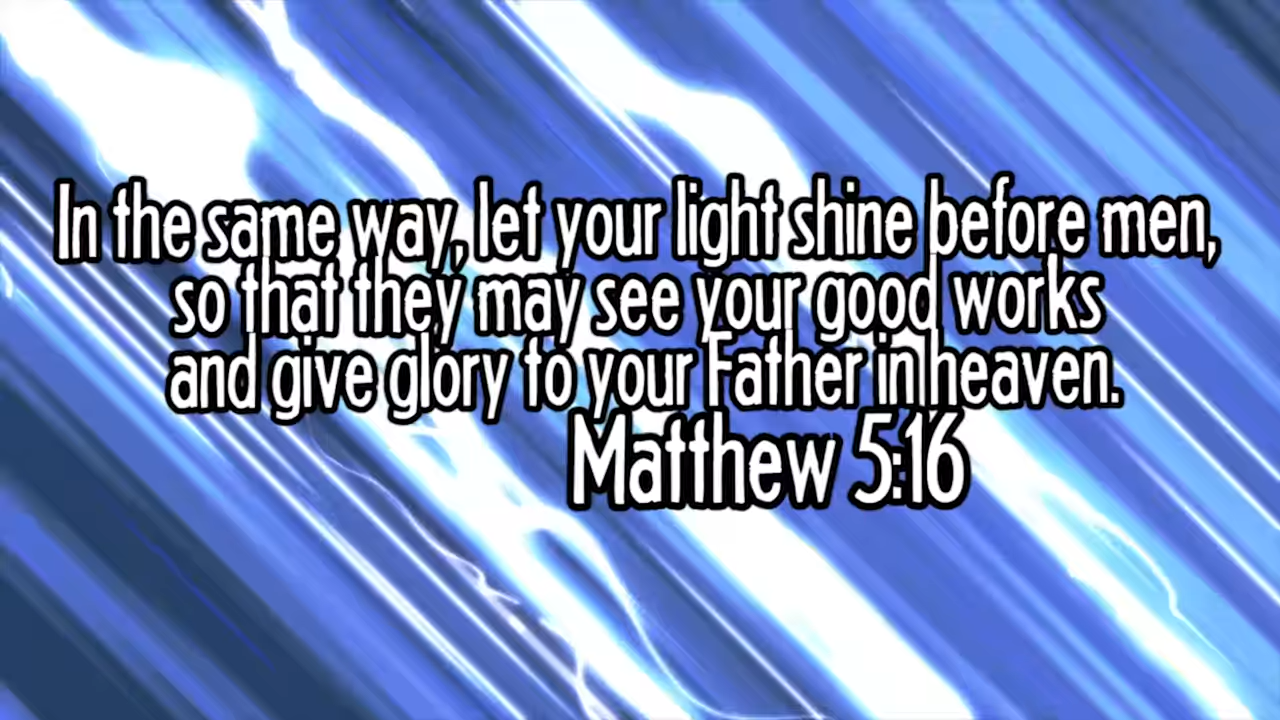 In the same way, let your light shine before men,
so that they may see your good works
and give glory to your Father in heaven.
Matthew 5:16